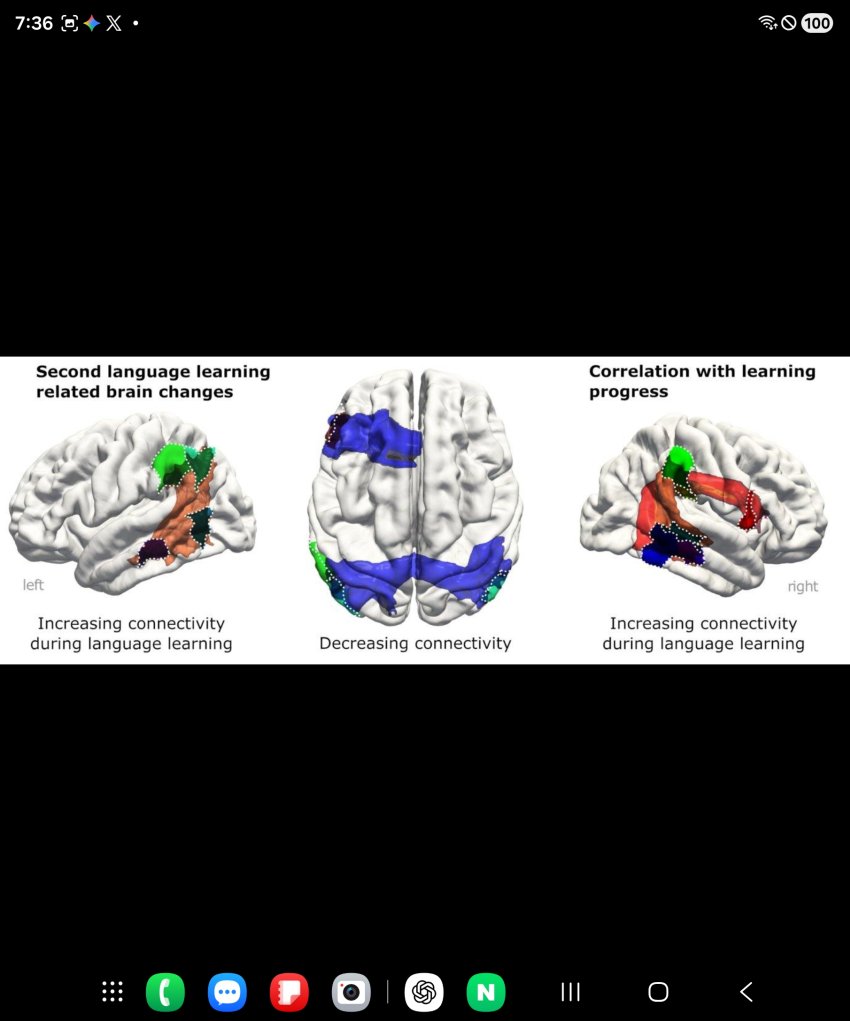 7:36
100
Second language learning
related brain changes
Correlation with learning
progress
left
right
Increasing connectivity
during language learning
Decreasing connectivity
Increasing connectivity
during language learning
N